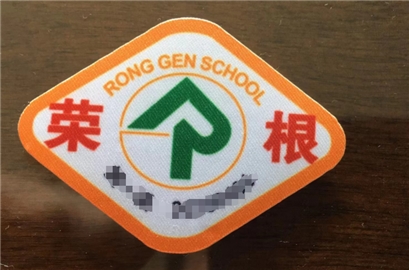 RONG GEN SCHOOL
荣 根